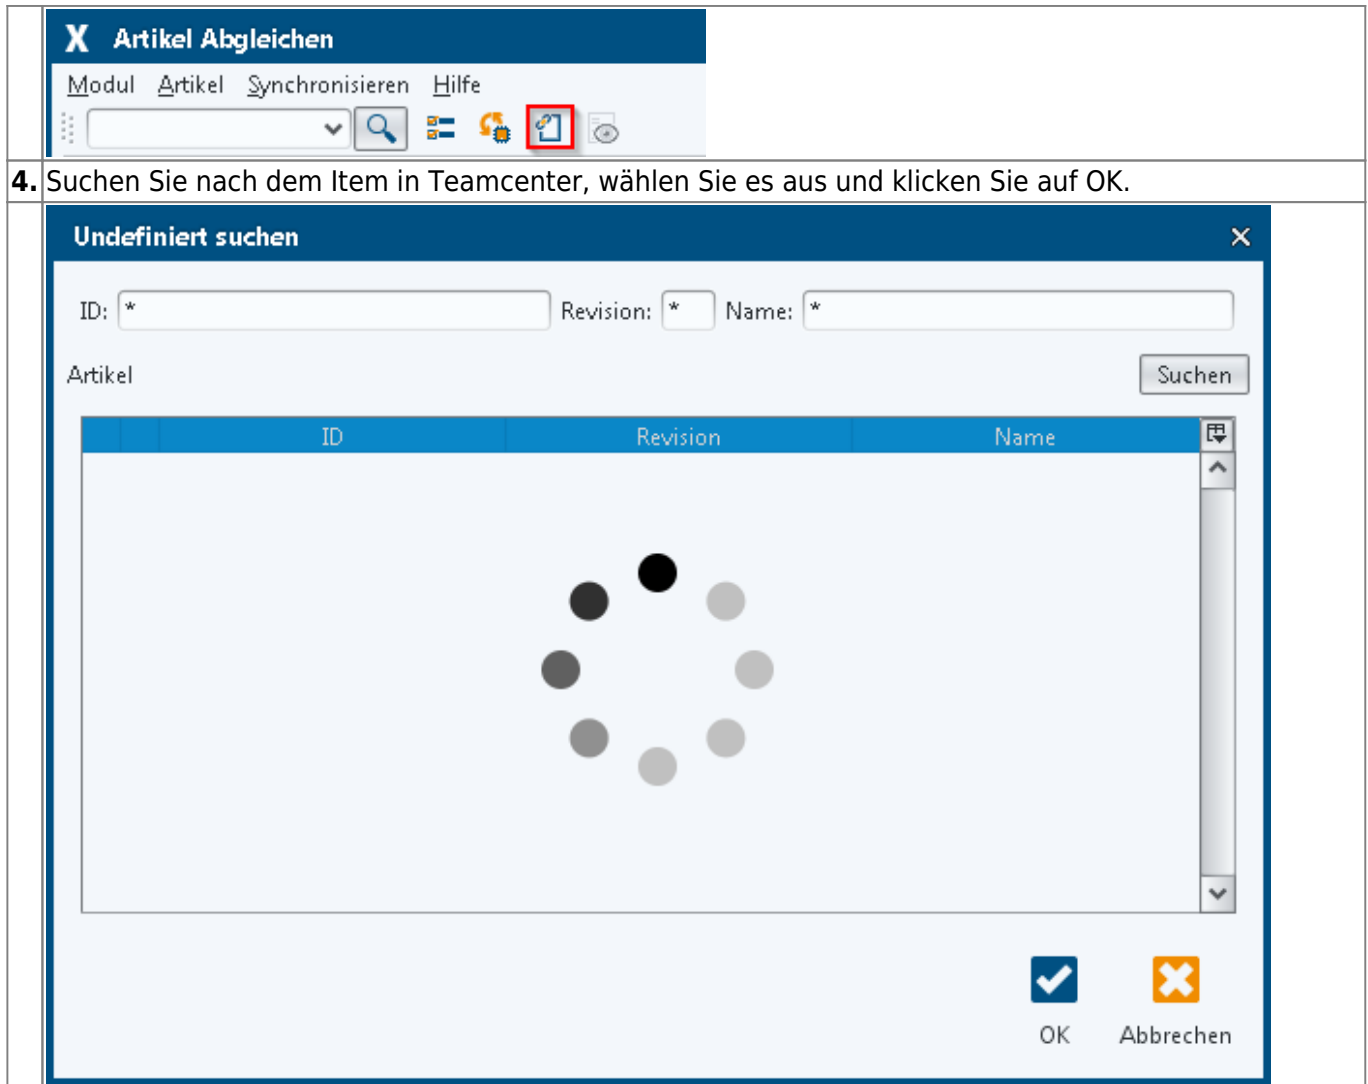 X Artikel Abgleichen
Modul Artikel Synchronisieren Hilfe
4. Suchen Sie nach dem Item in Teamcenter, wählen Sie es aus und klicken Sie auf OK.
Undefiniert suchen
ID: * Revision: * Name: *
Artikel Suchen
ID Revision Name
OK Abbrechen